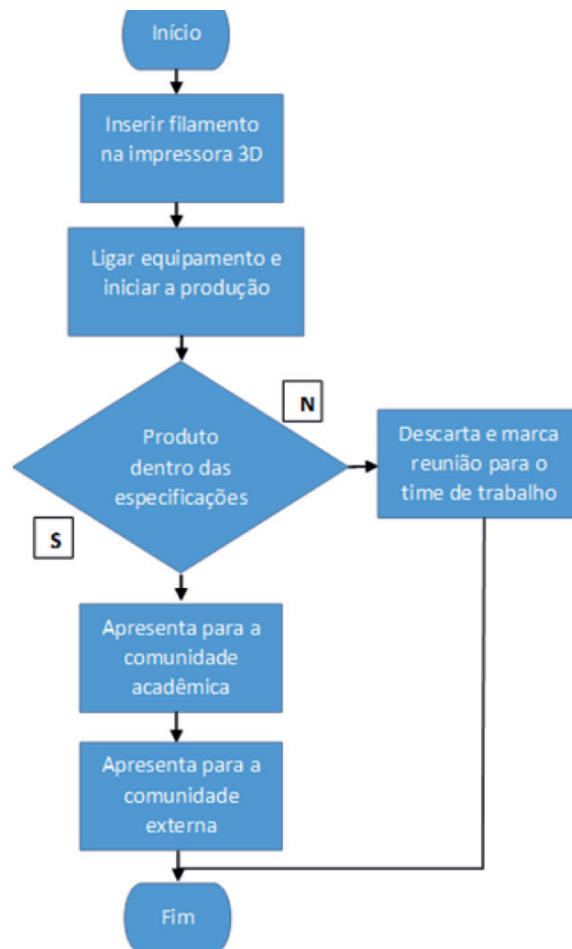 Início
Inserir filamento
na impressora 3D
Ligar equipamento e
iniciar a produção
N
Produto
dentro das
especificações
Descarta e marca
reunião para o
time de trabalho
S
Apresenta para a
comunidade
acadêmica
Apresenta para a
comunidade
externa
Fim